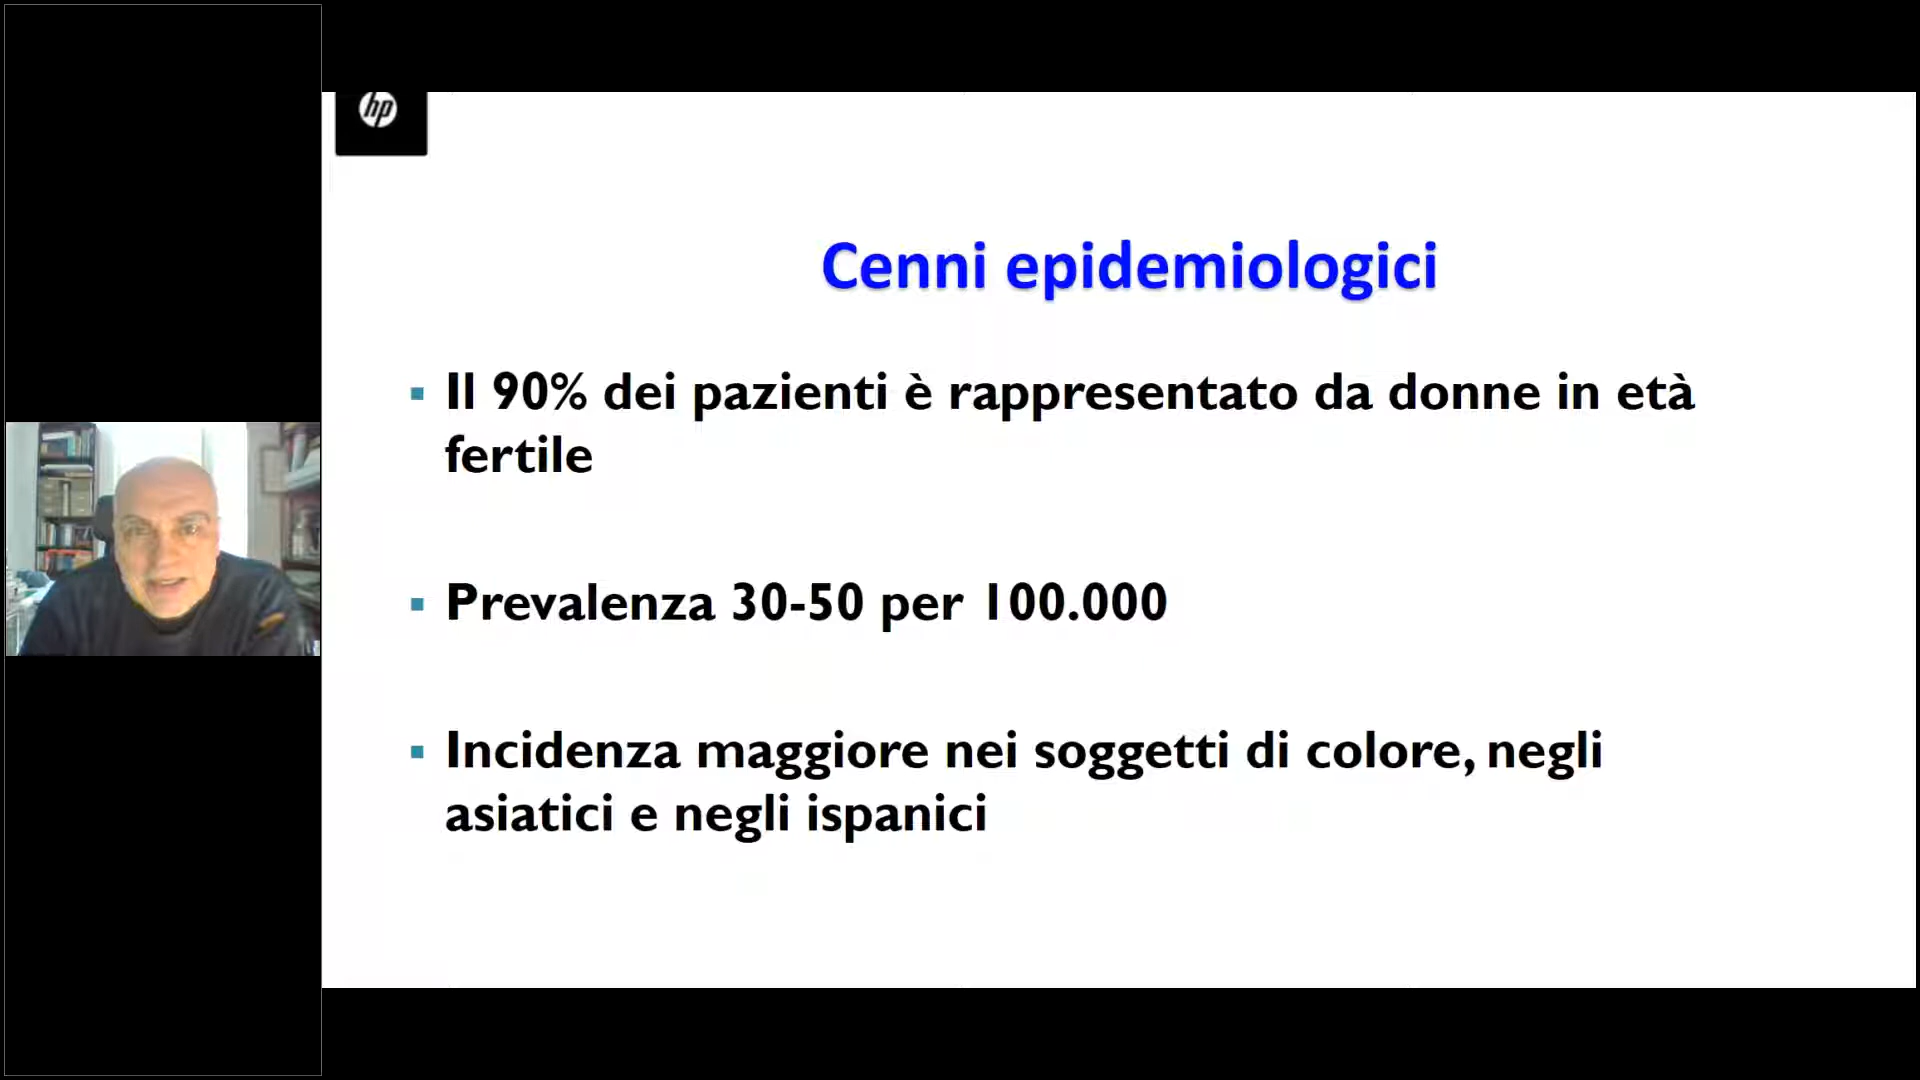 hp
Cenni epidemiologici
Il 90% dei pazienti è rappresentato da donne in età
fertile
Prevalenza 30-50 per 100.000
Incidenza maggiore nei soggetti di colore, negli
asiatici e negli ispanici